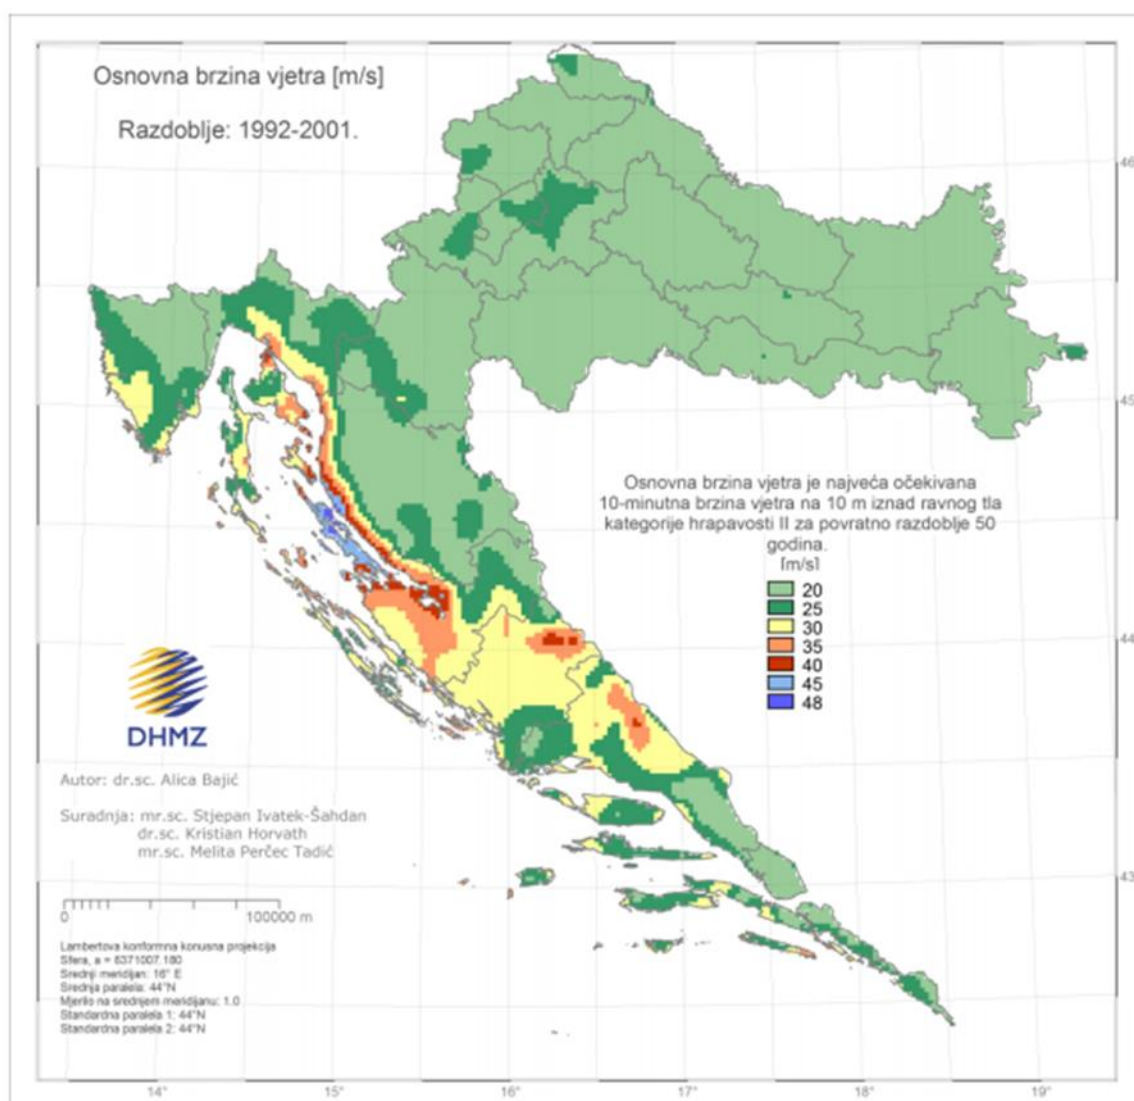 Osnovna brzina vjetra [m/s]
Razdoblje: 1992-2001.
46
45
Osnovna brzina vjetra je najveća očekivana
10-minutna brzina vjetra na 10 m iznad ravnog tla
kategorije hrapavosti II za povratno razdoblje 50
godina.
[m/s]
20
25
30
35
40
45
48
44
DHMZ
Autor: dr.sc. Alica Bajić
Suradnja: mr.sc. Stjepan Ivatek-Šahdan
dr.sc. Kristian Horvath
mr.sc. Melita Perčec Tadić
43
0 100000 m
Lambertova konformna konusna projekcija
Sfera, a = 6371007.180
Srednji meridijan: 16° E
Srednja paralela: 44°N
Mjerilo na srednjem meridijanu: 1.0
Standardna paralela 1: 44°N
Standardna paralela 2: 44°N
14° 15° 16° 17° 18° 19°